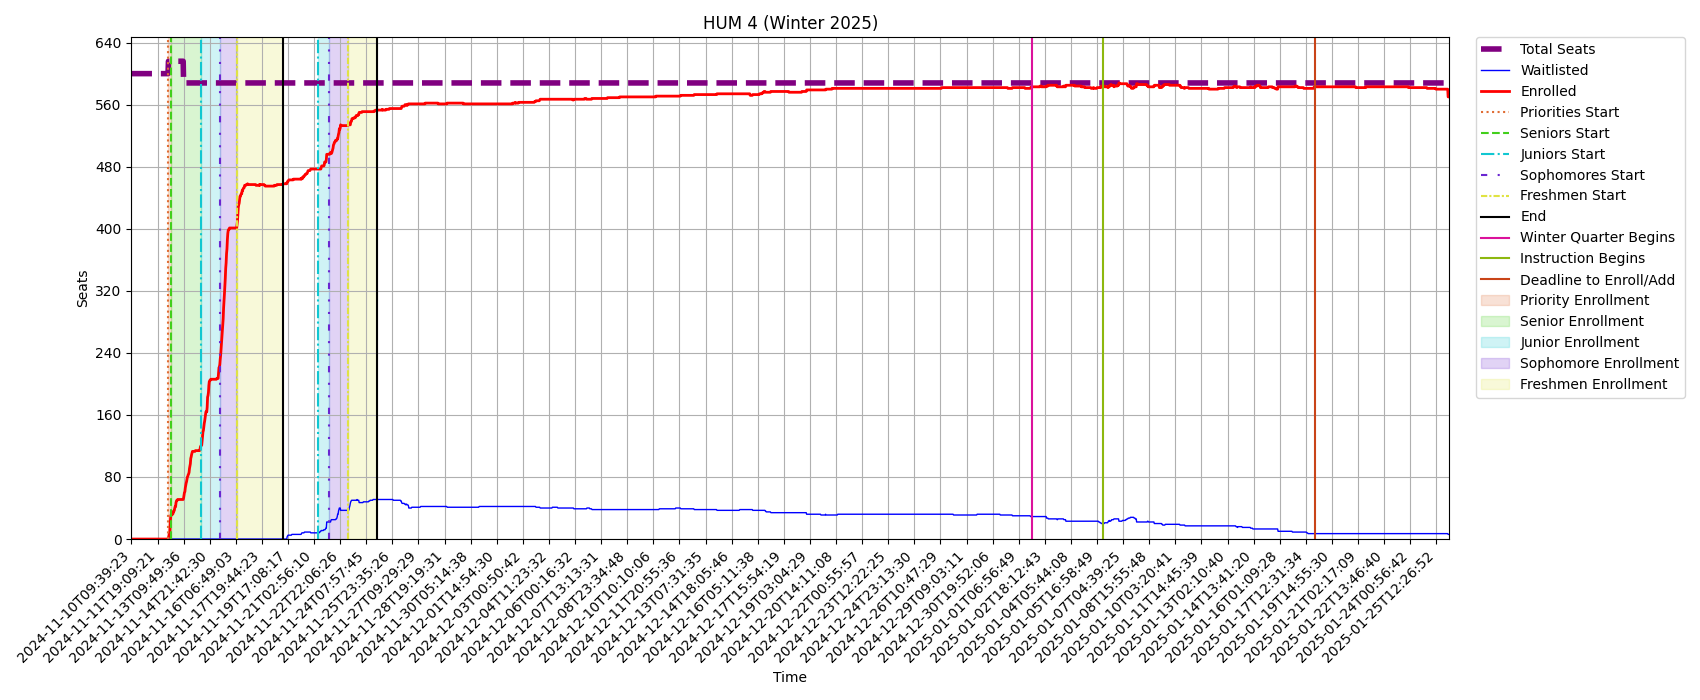 HUM 4 (Winter 2025)
640
560
480
400
320
240
160
80
0
Seats
2024-11-10T09:39:23
2024-11-11T19:09:21
2024-11-13T09:49:36
2024-11-14T21:42:30
2024-11-16T06:49:03
2024-11-17T19:44:23
2024-11-19T17:08:17
2024-11-21T02:56:10
2024-11-22T22:06:26
2024-11-24T07:57:45
2024-11-25T23:35:26
2024-11-27T09:29:29
2024-11-28T19:19:31
2024-11-30T05:14:38
2024-12-01T14:54:30
2024-12-03T00:50:42
2024-12-04T11:23:32
2024-12-06T00:16:32
2024-12-07T13:13:31
2024-12-08T23:34:48
2024-12-10T10:10:06
2024-12-11T20:55:36
2024-12-13T07:31:35
2024-12-14T18:05:46
2024-12-16T05:11:38
2024-12-17T15:54:19
2024-12-19T03:04:29
2024-12-20T14:11:08
2024-12-22T00:55:57
2024-12-23T12:22:25
2024-12-24T23:13:30
2024-12-26T10:47:29
2024-12-29T09:03:11
2024-12-30T19:52:06
2025-01-01T06:56:49
2025-01-02T18:12:43
2025-01-04T05:44:08
2025-01-05T16:58:49
2025-01-07T04:39:25
2025-01-08T15:55:48
2025-01-10T03:20:41
2025-01-11T14:45:39
2025-01-13T02:10:40
2025-01-14T13:41:20
2025-01-16T01:09:28
2025-01-17T12:31:34
2025-01-19T14:55:30
2025-01-21T02:17:09
2025-01-22T13:46:40
2025-01-24T00:56:42
2025-01-25T12:26:52
Time
Total Seats
Waitlisted
Enrolled
Priorities Start
Seniors Start
Juniors Start
Sophomores Start
Freshmen Start
End
Winter Quarter Begins
Instruction Begins
Deadline to Enroll/Add
Priority Enrollment
Senior Enrollment
Junior Enrollment
Sophomore Enrollment
Freshmen Enrollment